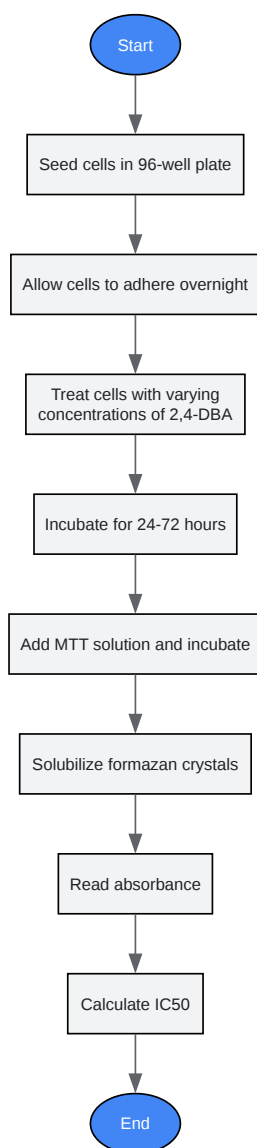 Start
Seed cells in 96-well plate
Allow cells to adhere overnight
Treat cells with varying
concentrations of 2,4-DBA
Incubate for 24-72 hours
Add MTT solution and incubate
Solubilize formazan crystals
Read absorbance
Calculate IC50
End